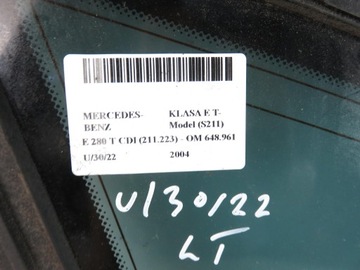 MERCEDES- KLASA E T-
BENZ Model (S211)
E 280 T CDI (211.223) - OM 648.961
U/30/22 2004
U/30/22
LT